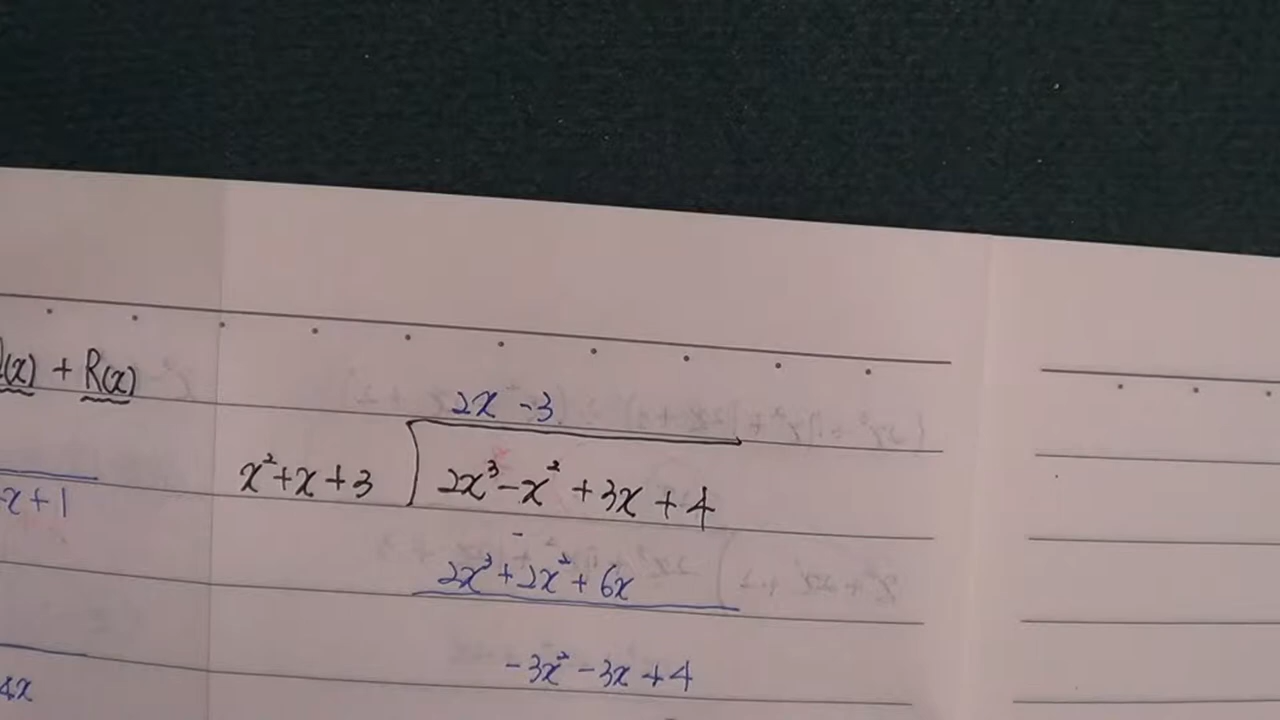 (x) + R(x)
2x - 3
x² + x + 3 2x³ - x² + 3x + 4
x + 1
-
2x³ + 2x² + 6x
-3x² - 3x + 4
4x